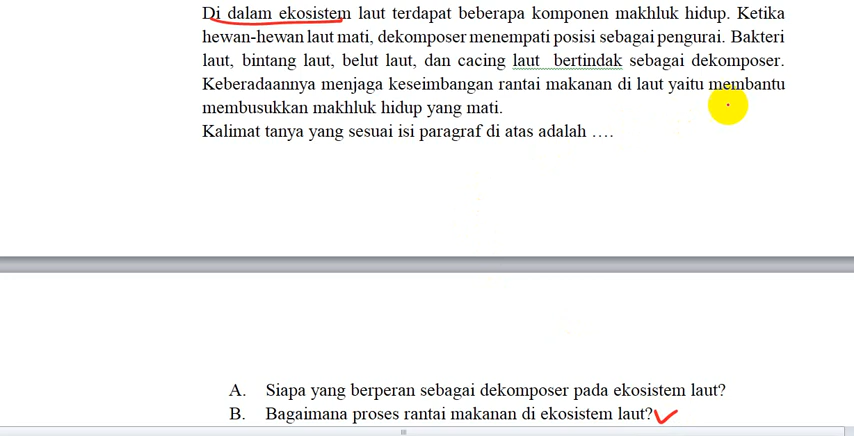 Di dalam ekosistem laut terdapat beberapa komponen makhluk hidup. Ketika
hewan-hewan laut mati, dekomposer menempati posisi sebagai pengurai. Bakteri
laut, bintang laut, belut laut, dan cacing laut bertindak sebagai dekomposer.
Keberadaannya menjaga keseimbangan rantai makanan di laut yaitu membantu
membusukkan makhluk hidup yang mati.
Kalimat tanya yang sesuai isi paragraf di atas adalah ….
A. Siapa yang berperan sebagai dekomposer pada ekosistem laut?
B. Bagaimana proses rantai makanan di ekosistem laut?